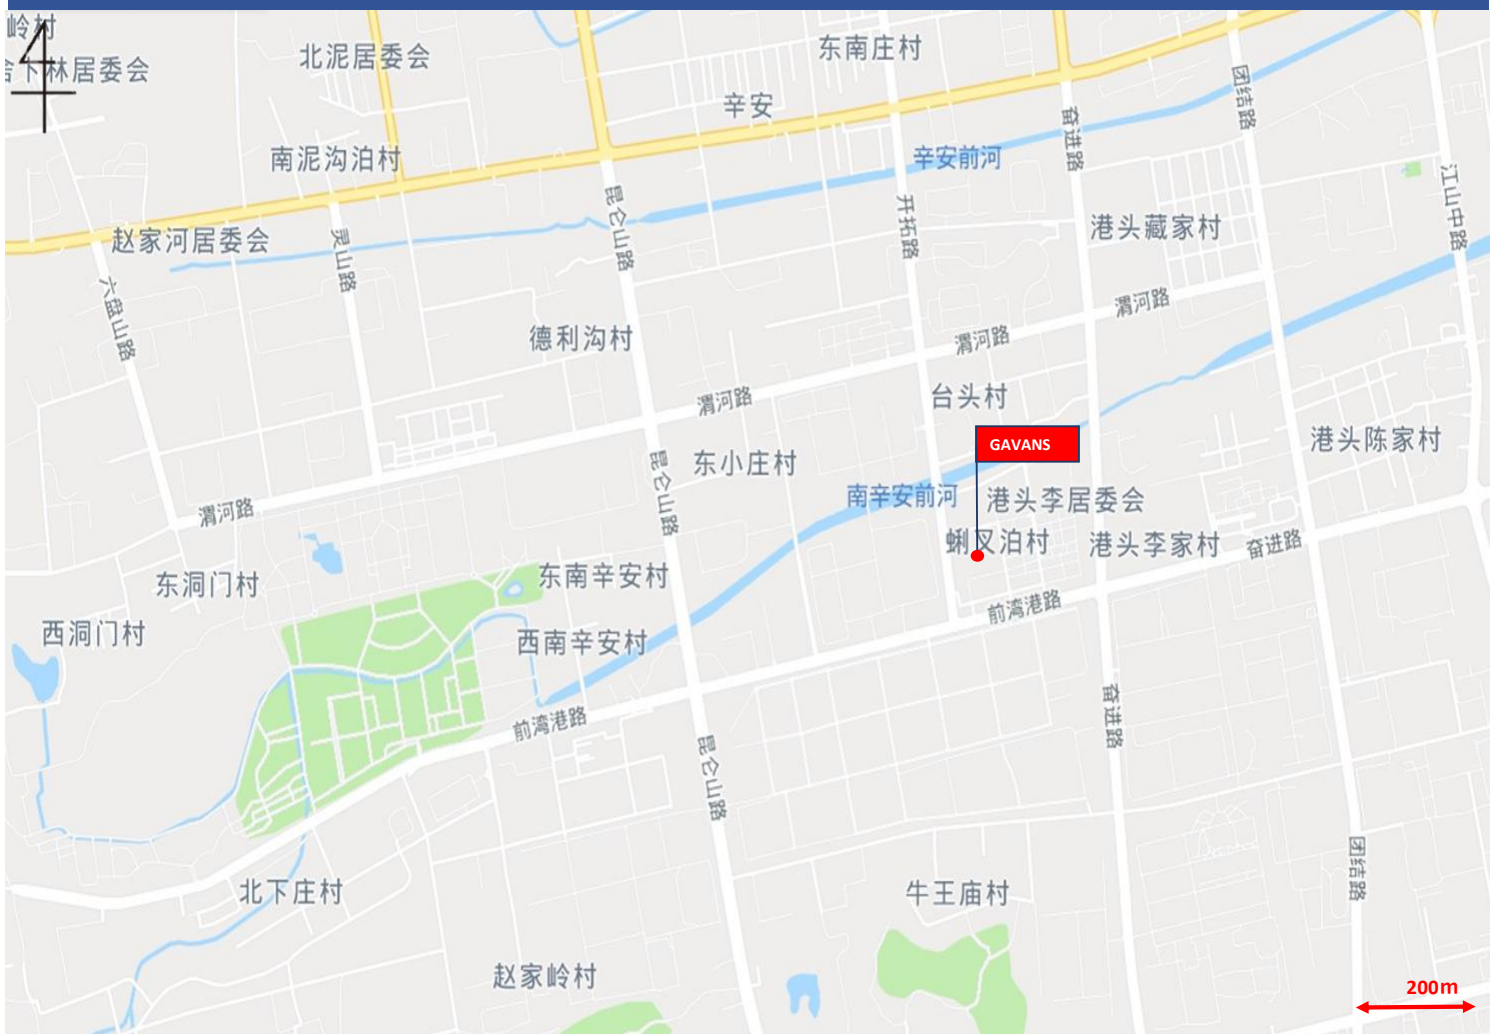 岭村
舍下林居委会
北泥居委会
东南庄村
辛安
团结路
奋进路
南泥沟泊村
辛安前河
江山中路
昆仑山路
开拓路
赵家河居委会
灵山路
港头藏家村
六盘山路
渭河路
德利沟村
渭河路
台头村
渭河路
GAVANS
港头陈家村
东小庄村
昆仑山路
南辛安前河
港头李居委会
渭河路
蝌叉泊村
港头李家村
奋进路
东洞门村
东南辛安村
前湾港路
西洞门村
西南辛安村
前湾港路
奋进路
昆仑山路
团结路
北下庄村
牛王庙村
赵家岭村
200m